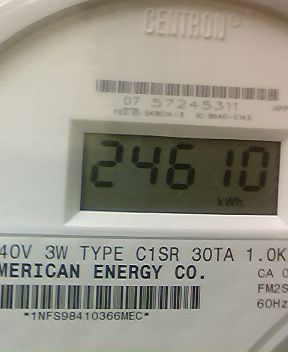 CENTRON®
07 57245311
24610
kWh
40V 3W TYPE C1SR 30TA 1.0K
MERICAN ENERGY CO.
CA 0
FM2S
60Hz
*1NFS98410366MEC*